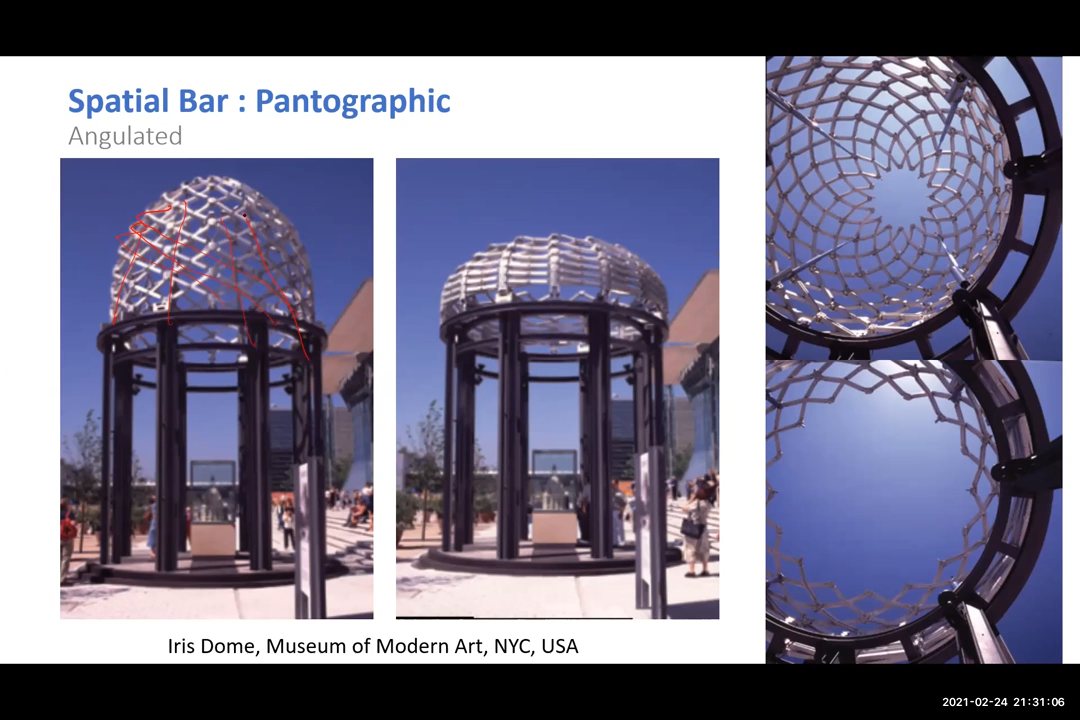 Spatial Bar : Pantographic
Angulated
Iris Dome, Museum of Modern Art, NYC, USA
2021-02-24 21:31:06